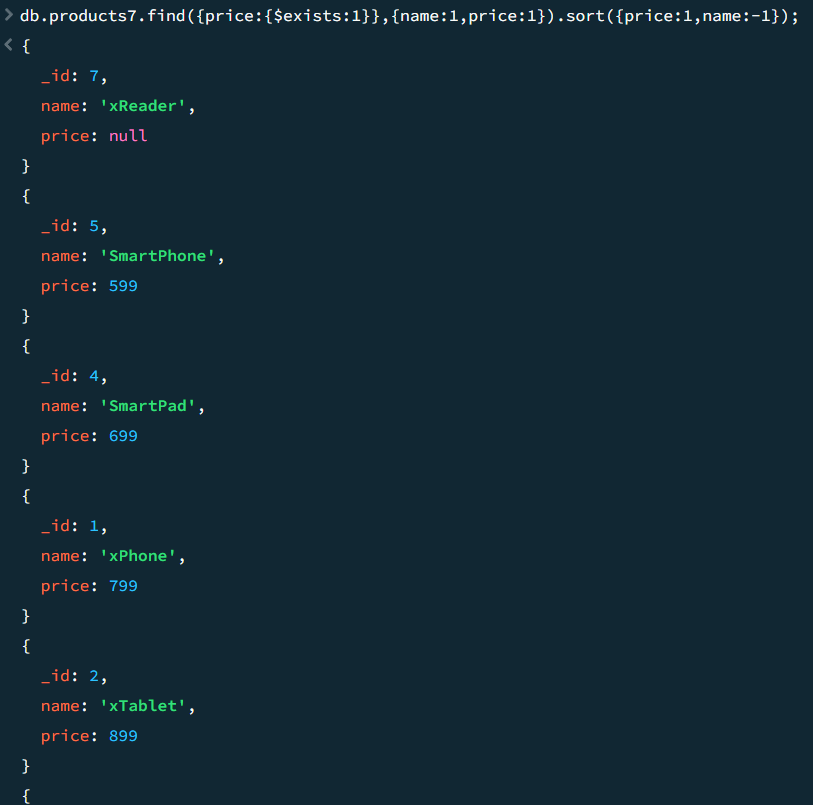 > db.products7.find({price:{$exists:1}},{name:1,price:1}).sort({price:1,name:-1});
< {
_id: 7,
name: 'xReader',
price: null
}
{
_id: 5,
name: 'SmartPhone',
price: 599
}
{
_id: 4,
name: 'SmartPad',
price: 699
}
{
_id: 1,
name: 'xPhone',
price: 799
}
{
_id: 2,
name: 'xTablet',
price: 899
}
{